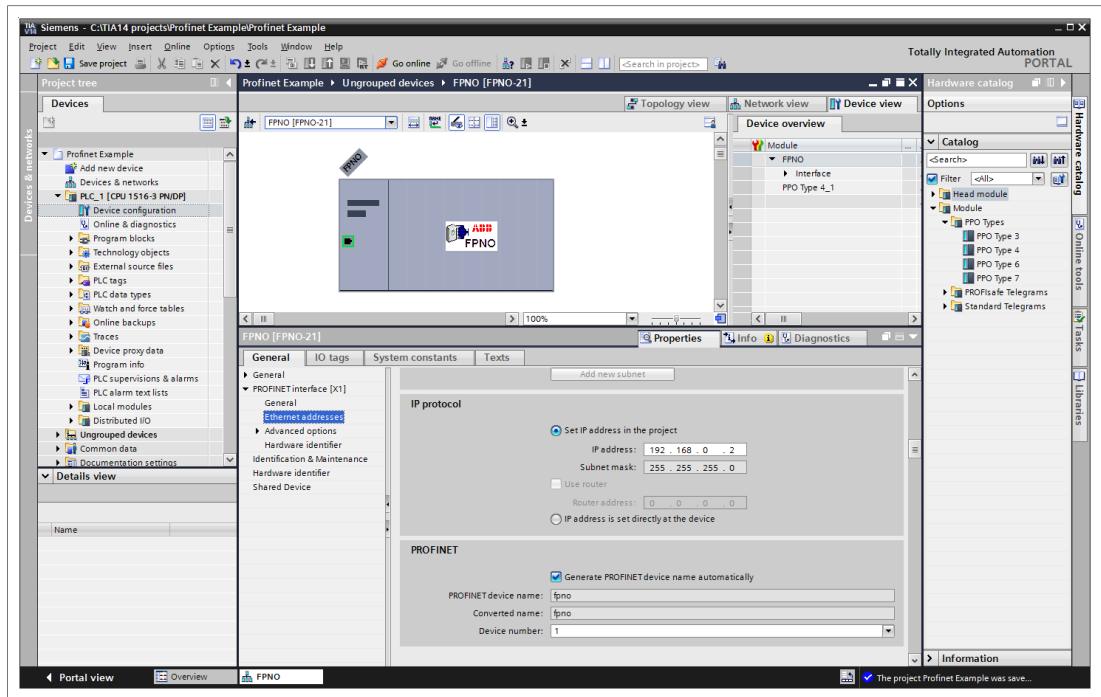 TIA V14 Siemens - C:\TIA14 projects\Profinet Example\Profinet Example
Project Edit View Insert Online Options Tools Window Help
Totally Integrated Automation
PORTAL
Save project Go online Go offline <Search in project>
Project tree
Profinet Example Ungrouped devices FPNO [FPNO-21]
Hardware catalog
Devices
Topology view Network view Device view
Options
FPNO [FPNO-21]
Device overview
Module ...
FPNO
Interface
PPO Type 4_1
FPNO
ABB
FPNO
100%
Profinet Example
Add new device
Devices & networks
PLC_1 [CPU 1516-3 PN/DP]
Device configuration
Online & diagnostics
Program blocks
Technology objects
External source files
PLC tags
PLC data types
Watch and force tables
Online backups
Traces
Device proxy data
Program info
PLC supervisions & alarms
PLC alarm text lists
Local modules
Distributed I/O
Ungrouped devices
Common data
Documentation settings
Details view
Name
Devices & networks
Catalog
<Search>
Filter <All>
Head module
Module
PPO Types
PPO Type 3
PPO Type 4
PPO Type 6
PPO Type 7
PROFIsafe Telegrams
Standard Telegrams
Information
Hardware catalog
Online tools
Tasks
Libraries
FPNO [FPNO-21]
Properties Info Diagnostics
General IO tags System constants Texts
General
PROFINET interface [X1]
General
Ethernet addresses
Advanced options
Hardware identifier
Identification & Maintenance
Hardware identifier
Shared Device
Add new subnet
IP protocol
Set IP address in the project
IP address: 192 . 168 . 0 . 2
Subnet mask: 255 . 255 . 255 . 0
Use router
Router address: 0 . 0 . 0 . 0
IP address is set directly at the device
PROFINET
Generate PROFINET device name automatically
PROFINET device name: fpno
Converted name: fpno
Device number: 1
Portal view Overview FPNO
The project Profinet Example was save...